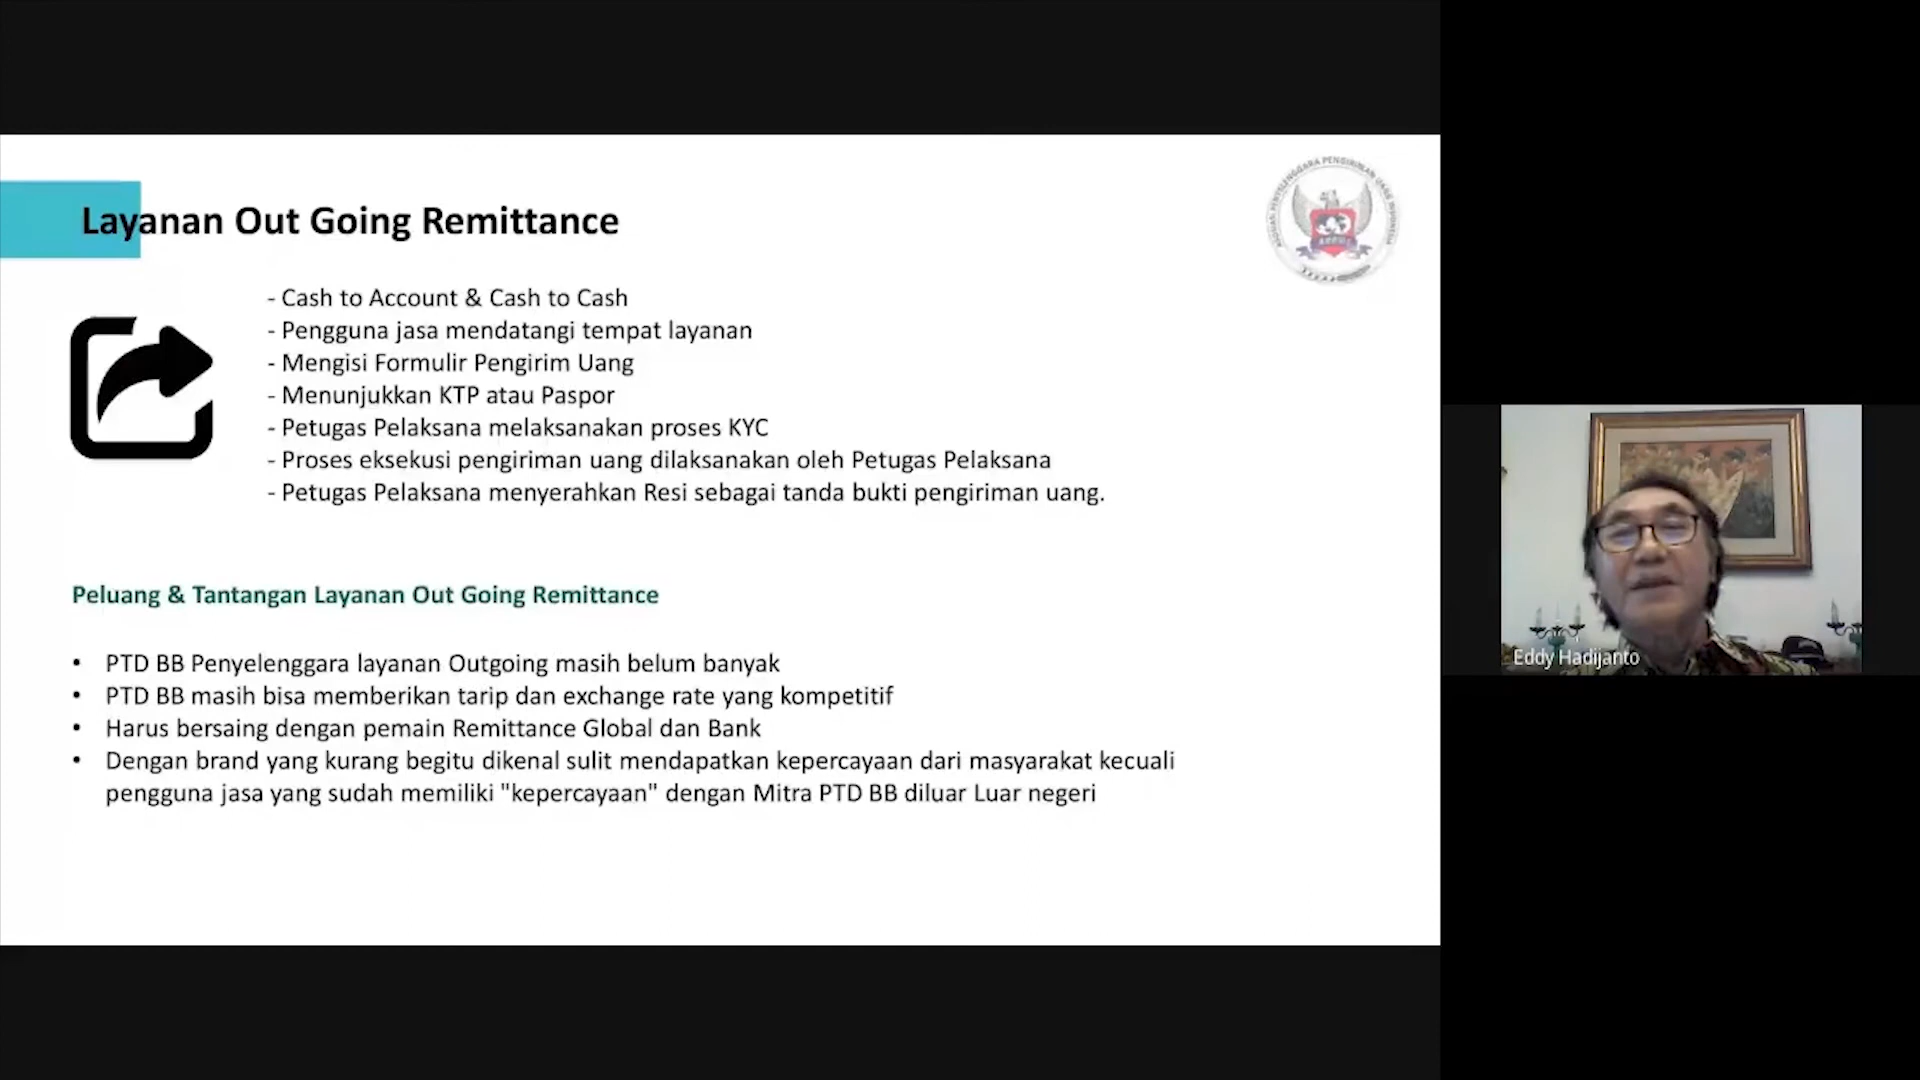 Layanan Out Going Remittance
ASOSIASI PENYELENGGARA PENGIRIMAN UANG INDONESIA
- Cash to Account & Cash to Cash
- Pengguna jasa mendatangi tempat layanan
- Mengisi Formulir Pengirim Uang
- Menunjukkan KTP atau Paspor
- Petugas Pelaksana melaksanakan proses KYC
- Proses eksekusi pengiriman uang dilaksanakan oleh Petugas Pelaksana
- Petugas Pelaksana menyerahkan Resi sebagai tanda bukti pengiriman uang.
Peluang & Tantangan Layanan Out Going Remittance
• PTD BB Penyelenggara layanan Outgoing masih belum banyak
• PTD BB masih bisa memberikan tarip dan exchange rate yang kompetitif
• Harus bersaing dengan pemain Remittance Global dan Bank
• Dengan brand yang kurang begitu dikenal sulit mendapatkan kepercayaan dari masyarakat kecuali
pengguna jasa yang sudah memiliki "kepercayaan" dengan Mitra PTD BB diluar Luar negeri
Eddy Hadijanto